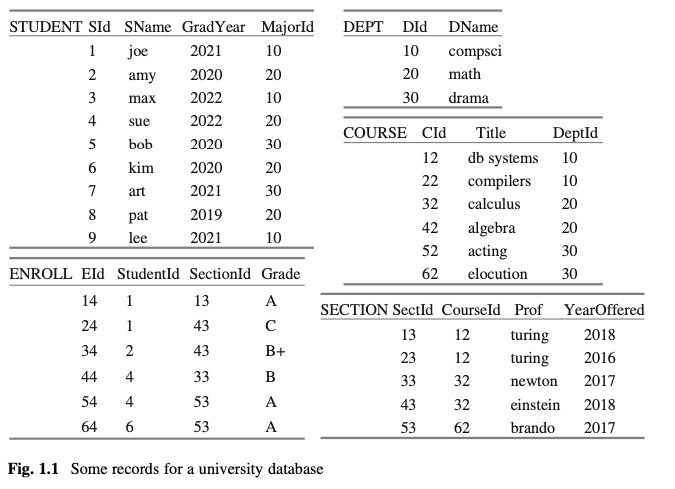 STUDENT SId SName GradYear MajorId
1 joe 2021 10
2 amy 2020 20
3 max 2022 10
4 sue 2022 20
5 bob 2020 30
6 kim 2020 20
7 art 2021 30
8 pat 2019 20
9 lee 2021 10
DEPT DId DName
10 compsci
20 math
30 drama
COURSE CId Title DeptId
12 db systems 10
22 compilers 10
32 calculus 20
42 algebra 20
52 acting 30
62 elocution 30
ENROLL EId StudentId SectionId Grade
14 1 13 A
24 1 43 C
34 2 43 B+
44 4 33 B
54 4 53 A
64 6 53 A
SECTION SectId CourseId Prof YearOffered
13 12 turing 2018
23 12 turing 2016
33 32 newton 2017
43 32 einstein 2018
53 62 brando 2017
Fig. 1.1 Some records for a university database